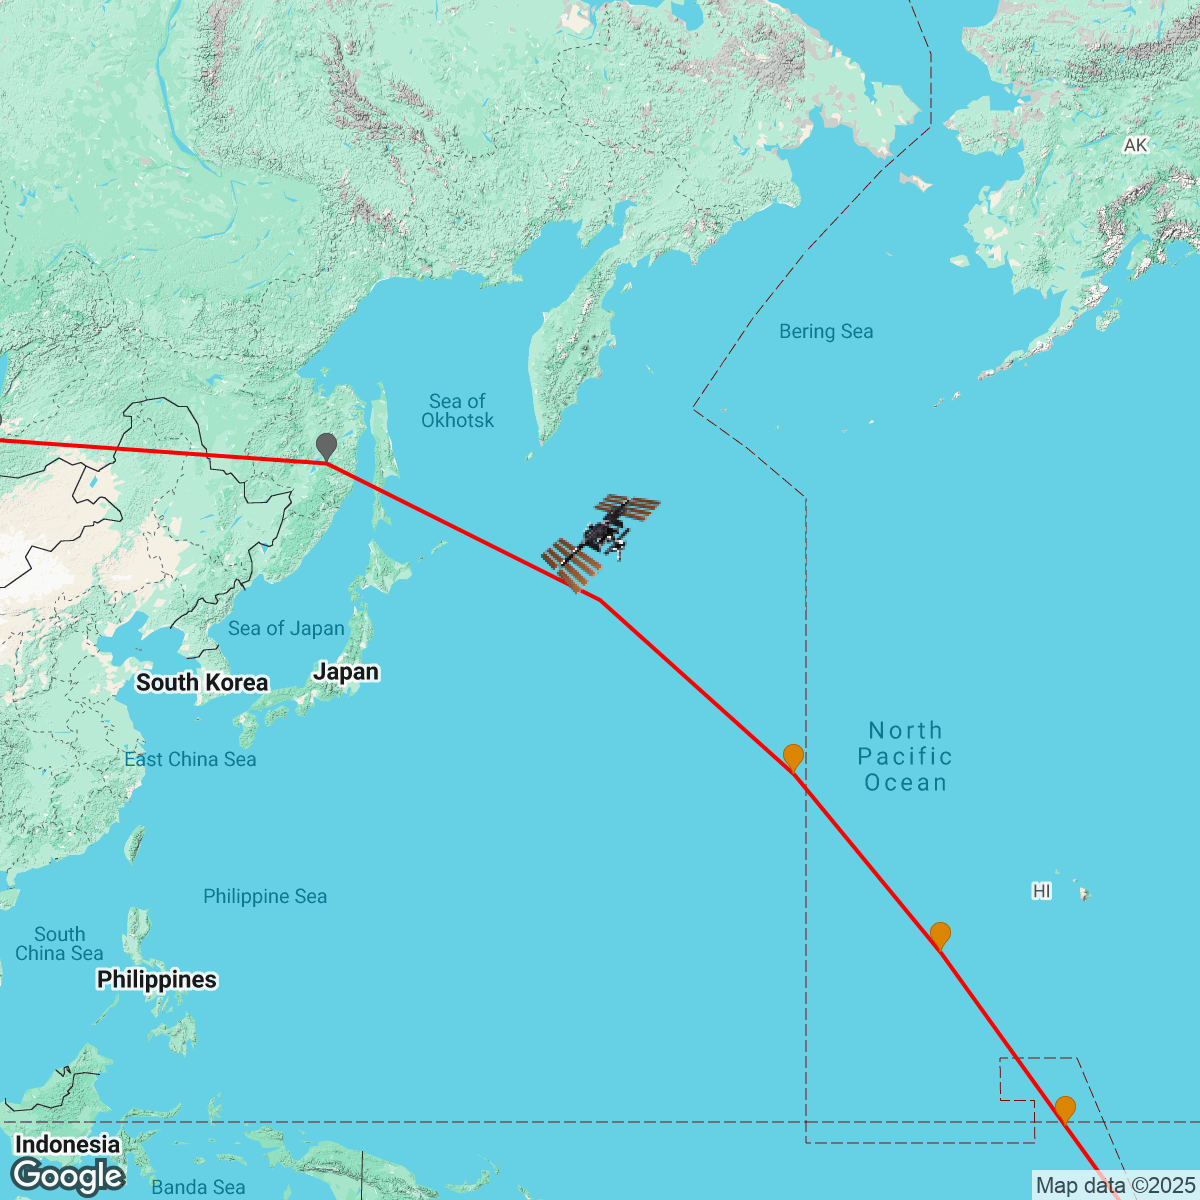 AK
Bering Sea
Sea of
Okhotsk
Sea of Japan
Japan
South Korea
North
Pacific
Ocean
East China Sea
HI
Philippine Sea
South
China Sea
Philippines
Indonesia
Google
Banda Sea
Map data ©2025